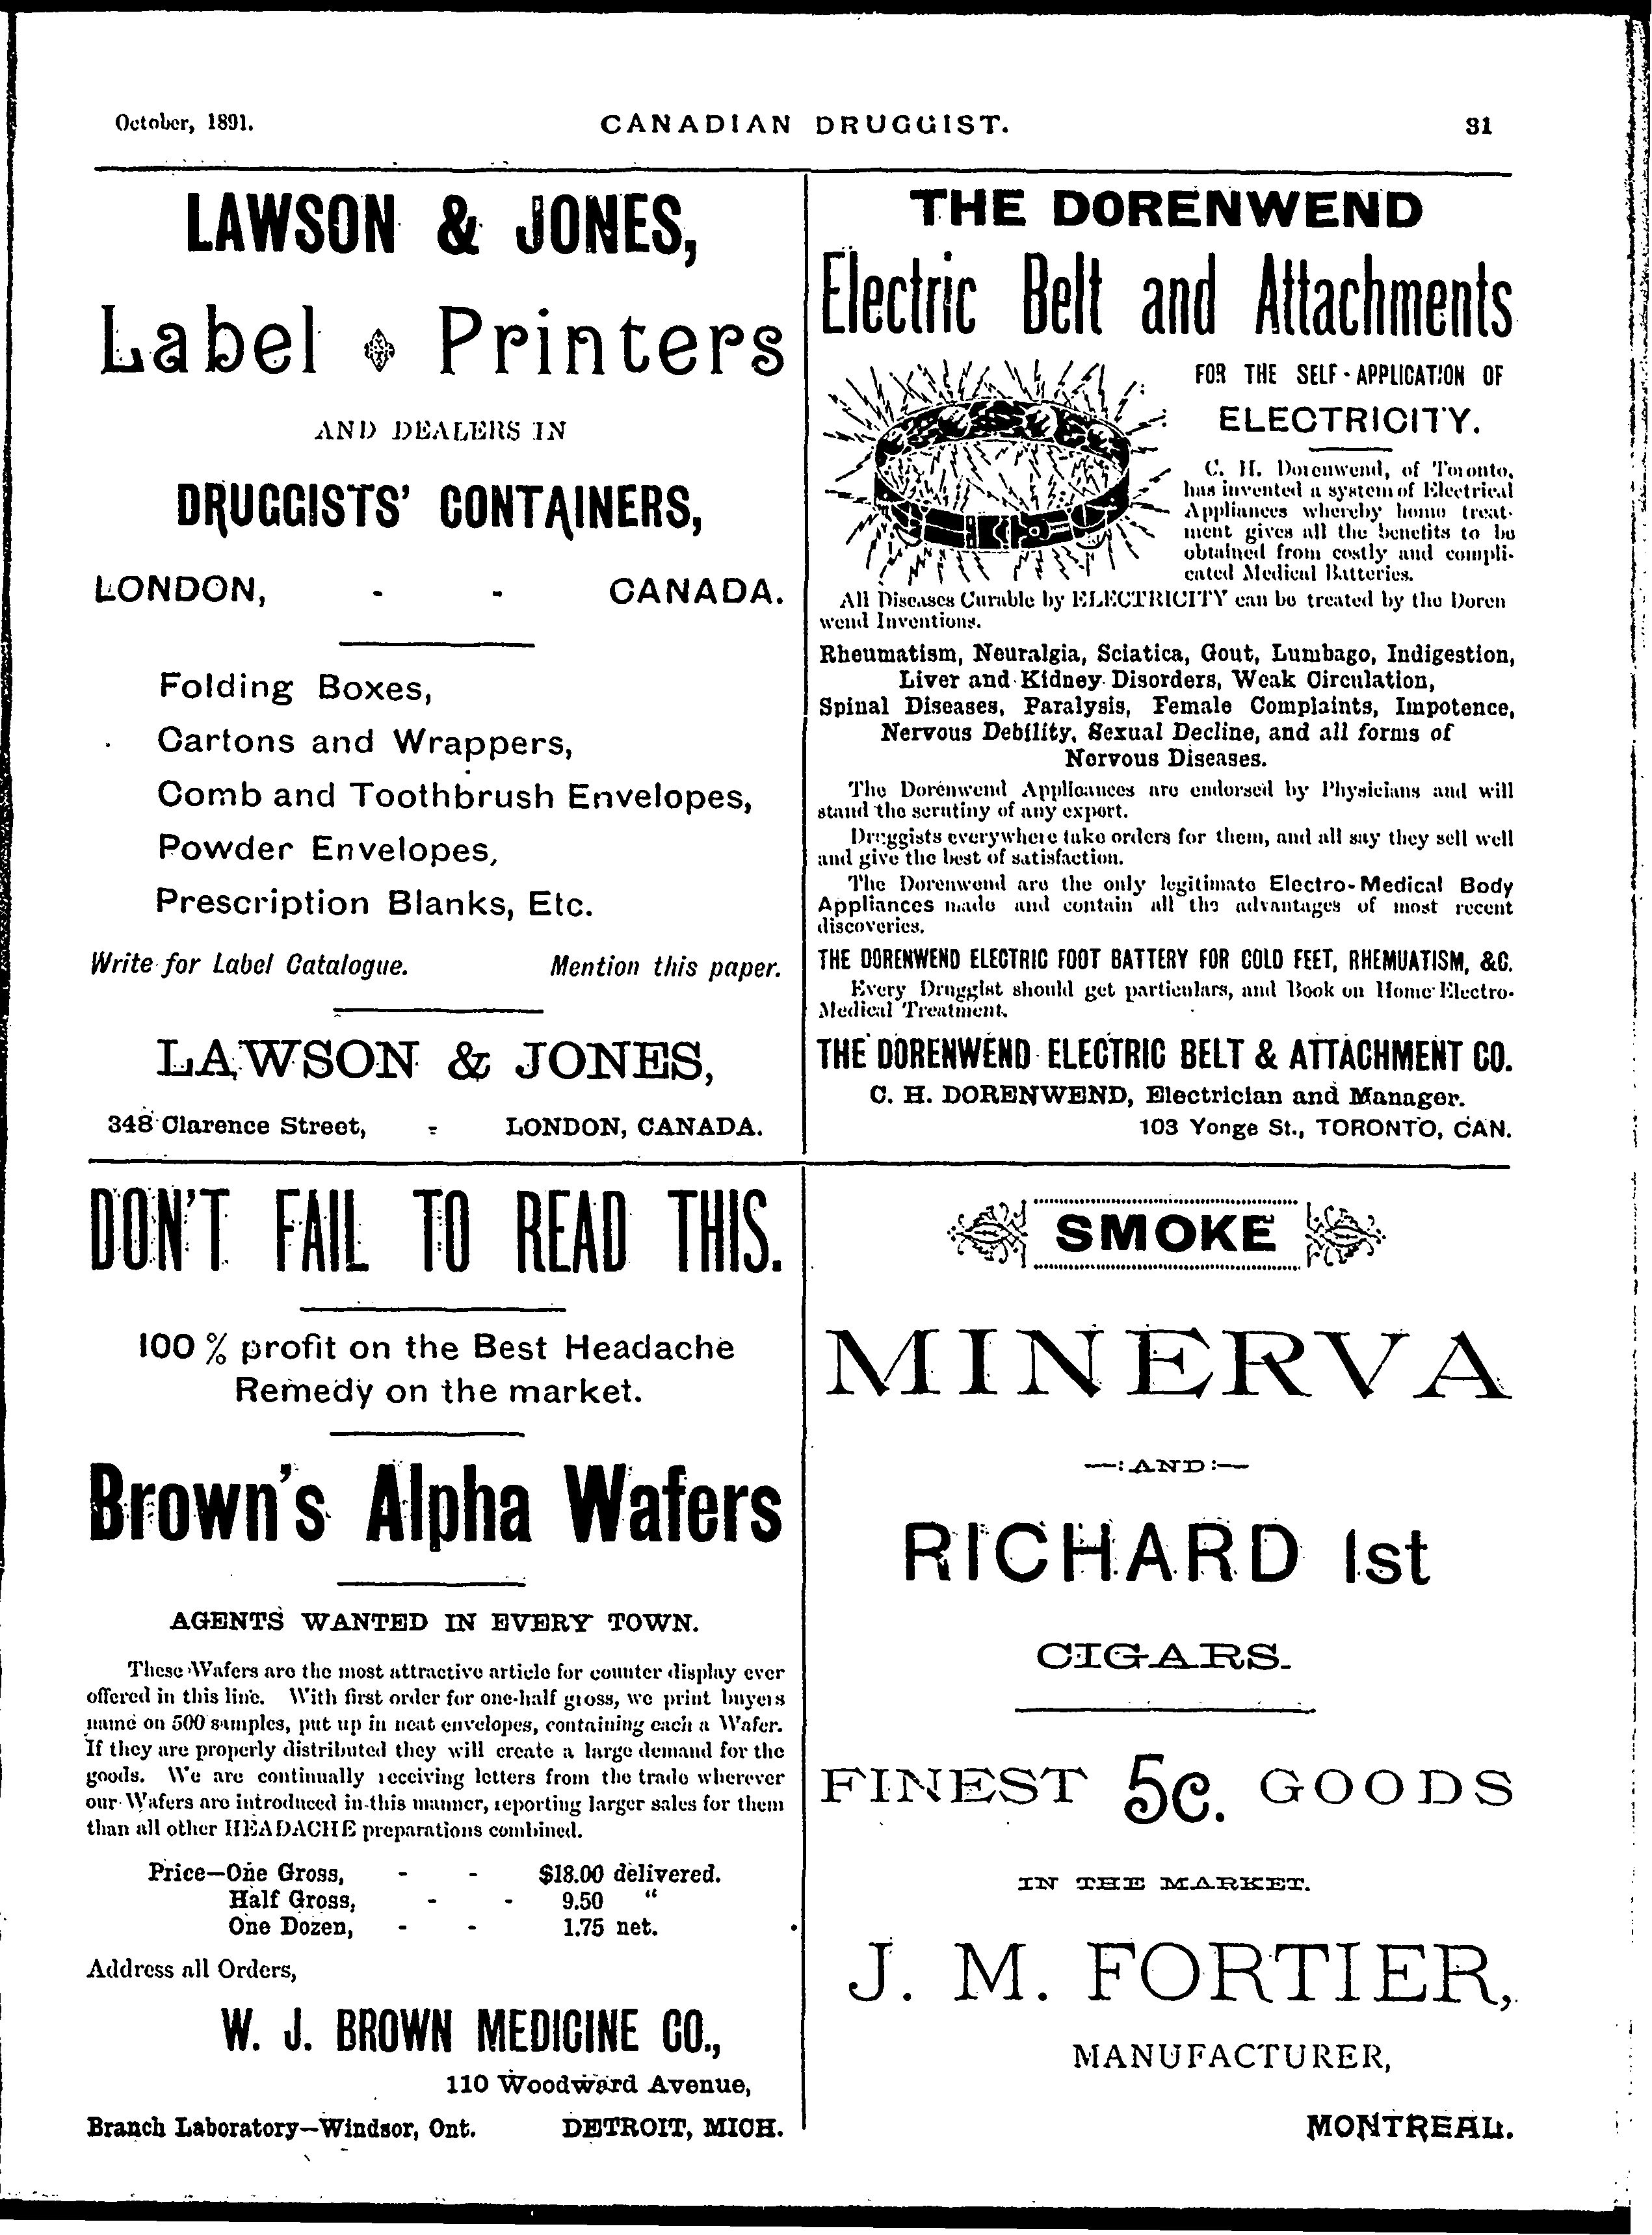 October, 1891.
CANADIAN DRUGGIST.
31
LAWSON & JONES,
Label Printers
AND DEALERS IN
DRUGGISTS' CONTAINERS,
LONDON, - - CANADA.
Folding Boxes,
Cartons and Wrappers,
Comb and Toothbrush Envelopes,
Powder Envelopes,
Prescription Blanks, Etc.
Write for Label Catalogue. Mention this paper.
LAWSON & JONES,
348 Clarence Street, - LONDON, CANADA.
THE DORENWEND
Electric Belt and Attachments
FOR THE SELF-APPLICATION OF
ELECTRICITY.
C. H. Dorenwend, of Toronto,
has invented a system of Electrical
Appliances whereby home treat-
ment gives all the benefits to be
obtained from costly and compli-
cated Medical Batteries.
All Diseases Curable by ELECTRICITY can be treated by the Doren
wend Inventions.
Rheumatism, Neuralgia, Sciatica, Gout, Lumbago, Indigestion,
Liver and Kidney Disorders, Weak Circulation,
Spinal Diseases, Paralysis, Female Complaints, Impotence,
Nervous Debility, Sexual Decline, and all forms of
Nervous Diseases.
The Dorenwend Appliances are endorsed by Physicians and will
stand the scrutiny of any expert.
Druggists everywhere take orders for them, and all say they sell well
and give the best of satisfaction.
The Dorenwend are the only legitimate Electro-Medical Body
Appliances made and contain all the advantages of most recent
discoveries.
THE DORENWEND ELECTRIC FOOT BATTERY FOR COLD FEET, RHEMUATISM, &C.
Every Druggist should get particulars, and Book on Home Electro-
Medical Treatment.
THE DORENWEND ELECTRIC BELT & ATTACHMENT CO.
C. H. DORENWEND, Electrician and Manager.
103 Yonge St., TORONTO, CAN.
DON'T FAIL TO READ THIS.
100 % profit on the Best Headache
Remedy on the market.
Brown's Alpha Wafers
AGENTS WANTED IN EVERY TOWN.
These Wafers are the most attractive article for counter display ever
offered in this line. With first order for one-half gross, we print buyers
name on 500 samples, put up in neat envelopes, containing each a Wafer.
If they are properly distributed they will create a large demand for the
goods. We are continually receiving letters from the trade wherever
our Wafers are introduced in this manner, reporting larger sales for them
than all other HEADACHE preparations combined.
Price—One Gross, - - $18.00 delivered.
Half Gross, - - 9.50 "
One Dozen, - - 1.75 net.
Address all Orders,
W. J. BROWN MEDICINE CO.,
110 Woodward Avenue,
Branch Laboratory—Windsor, Ont. DETROIT, MICH.
SMOKE
MINERVA
—:AND:—
RICHARD 1st
CIGARS.
FINEST 5c. GOODS
IN THE MARKET.
J. M. FORTIER,
MANUFACTURER,
MONTREAL.